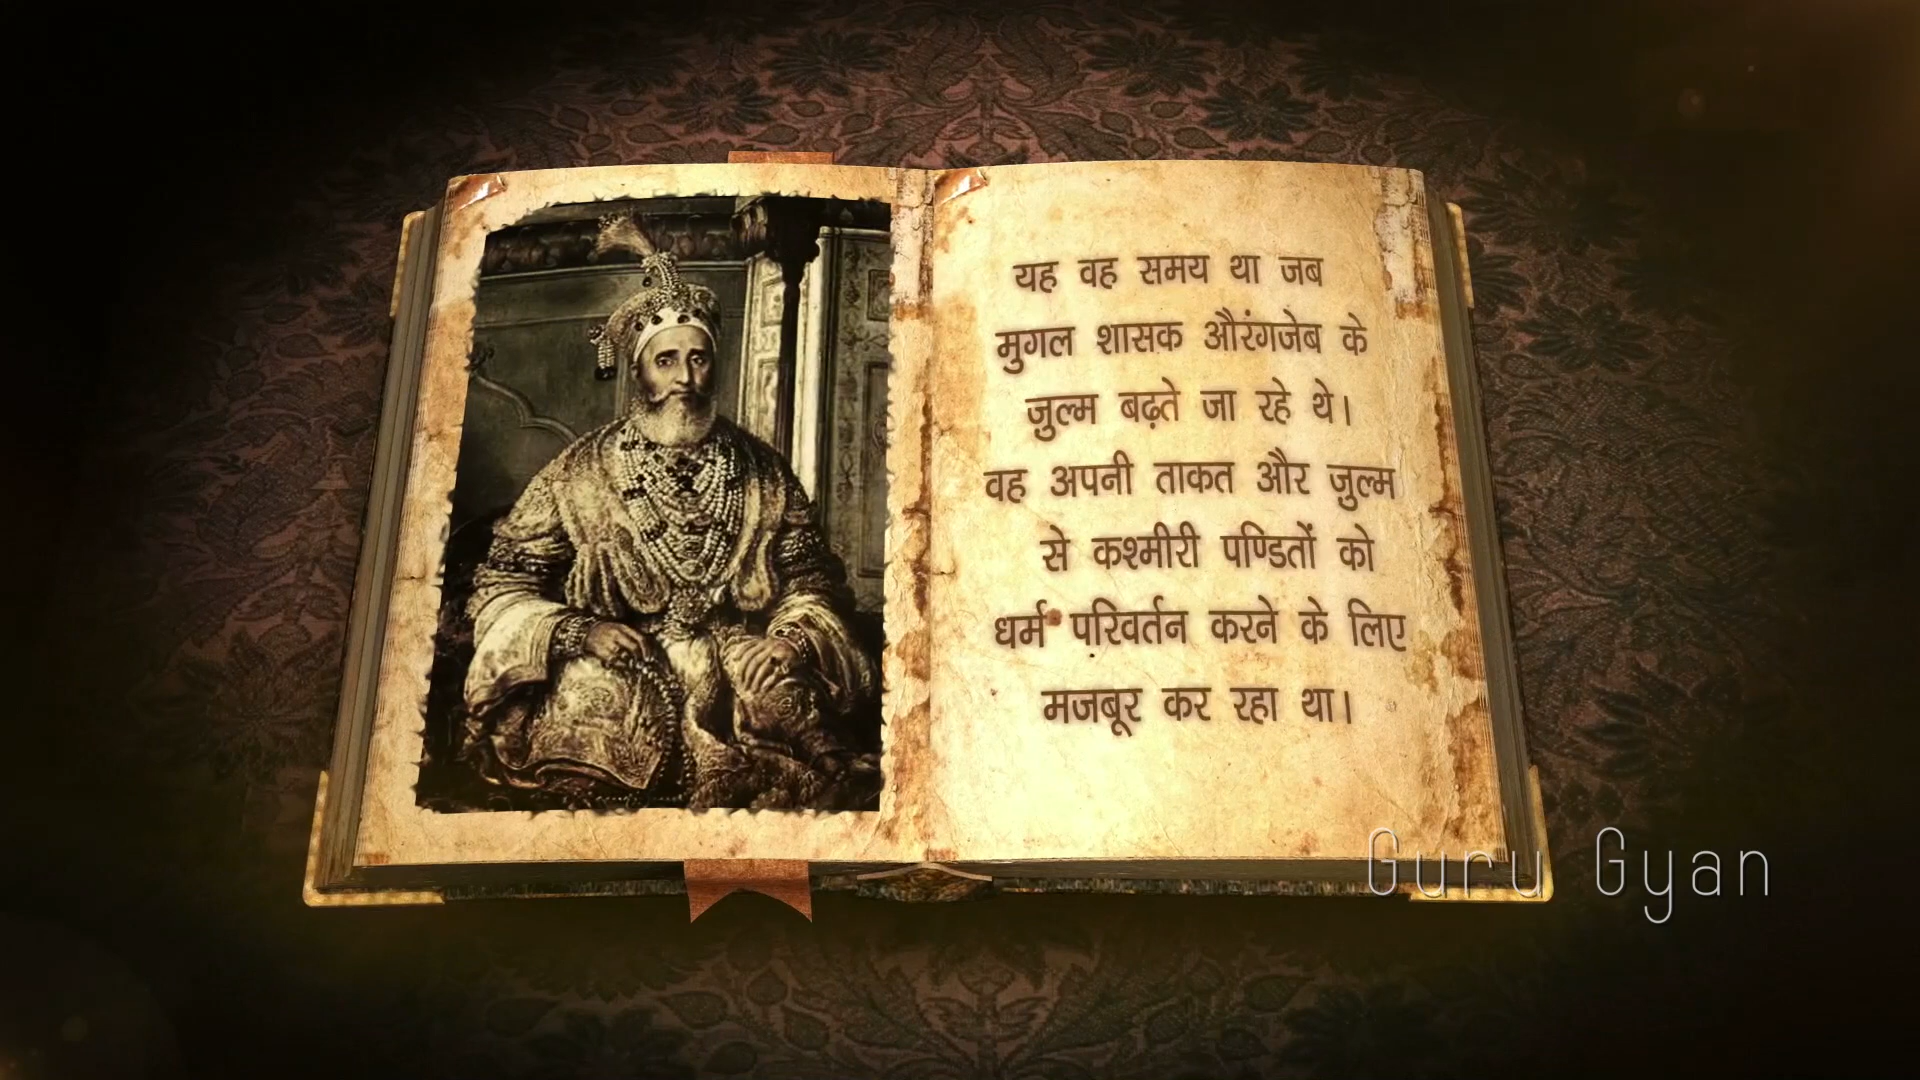 यह वह समय था जब
मुगल शासक औरंगजेब के
जुल्म बढ़ते जा रहे थे।
वह अपनी ताकत और जुल्म
से कश्मीरी पण्डितों को
धर्म परिवर्तन करने के लिए
मजबूर कर रहा था।
Guru Gyan